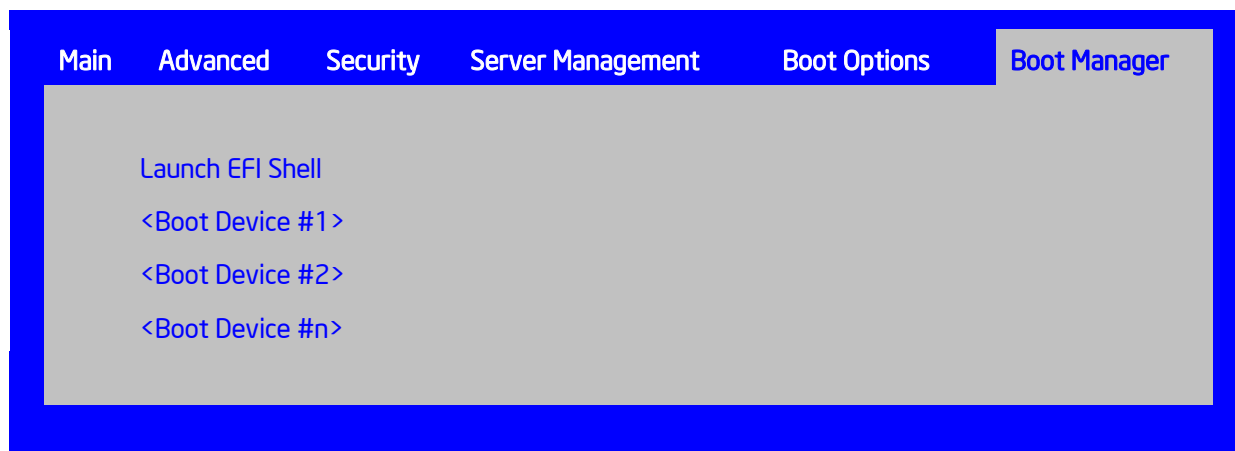 Main Advanced Security Server Management Boot Options Boot Manager
Launch EFI Shell
<Boot Device #1>
<Boot Device #2>
<Boot Device #n>